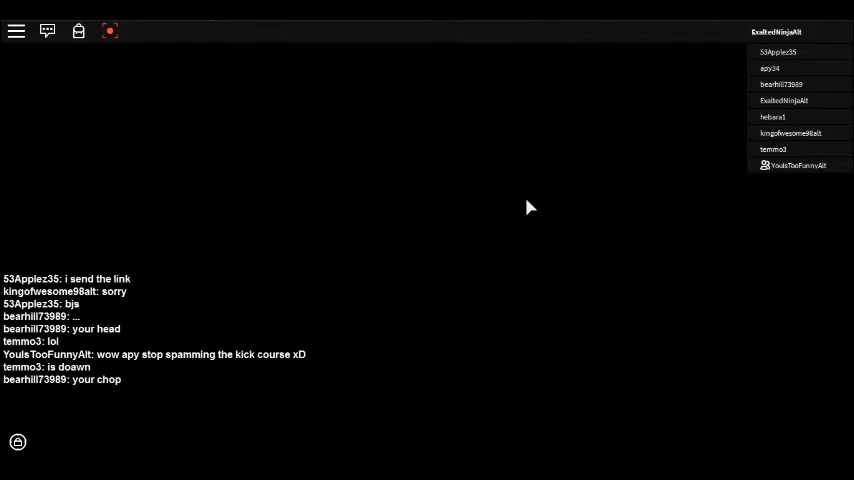 ExaltedNinjaAlt
53Applez35
apy34
bearhill73989
ExaltedNinjaAlt
hebara1
kingofwesome98alt
temmo3
YouIsTooFunnyAlt
53Applez35: i send the link
kingofwesome98alt: sorry
53Applez35: bjs
bearhill73989: ...
bearhill73989: your head
temmo3: lol
YouIsTooFunnyAlt: wow apy stop spamming the kick course xD
temmo3: is doawn
bearhill73989: your chop